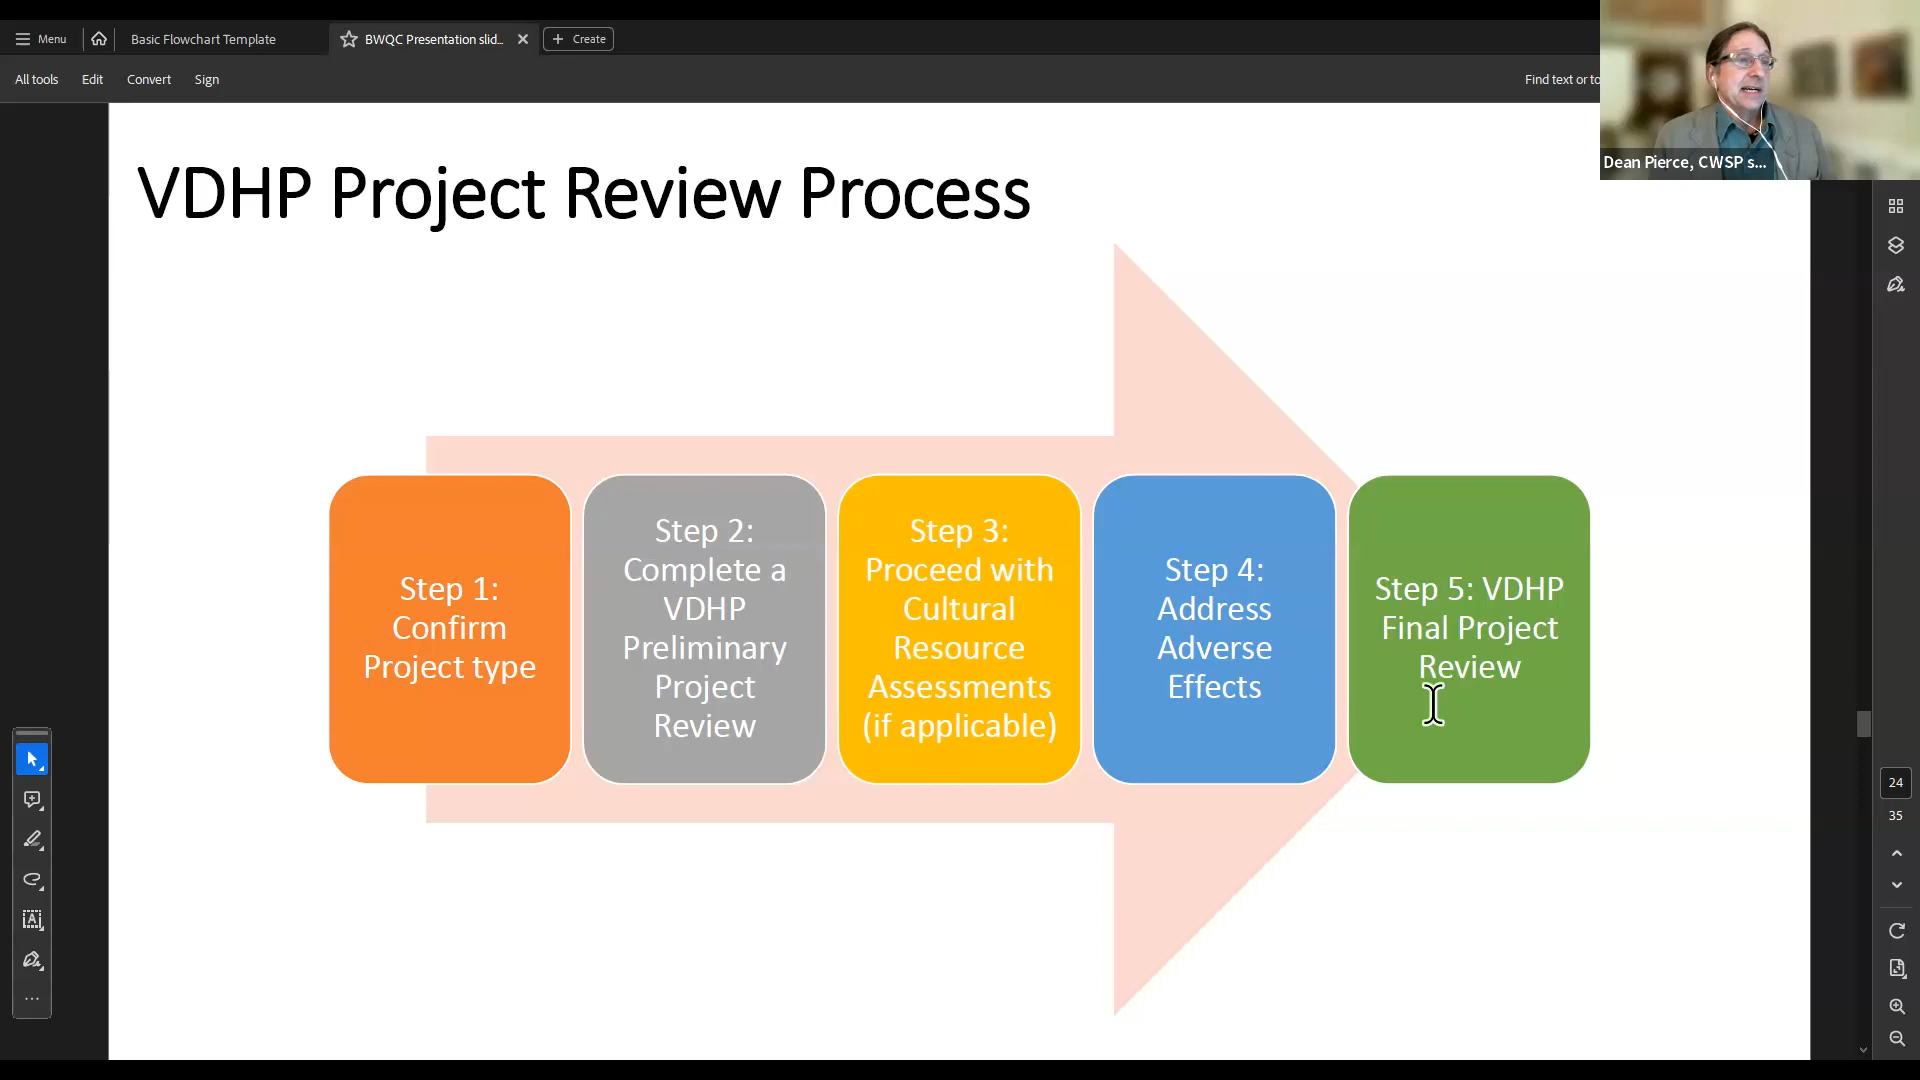 Menu
Basic Flowchart Template
BWQC Presentation slid...
Create
All tools
Edit
Convert
Sign
Find text or to
Dean Pierce, CWSP s...
VDHP Project Review Process
Step 1:
Confirm
Project type
Step 2:
Complete a
VDHP
Preliminary
Project
Review
Step 3:
Proceed with
Cultural
Resource
Assessments
(if applicable)
Step 4:
Address
Adverse
Effects
Step 5: VDHP
Final Project
Review
24
35